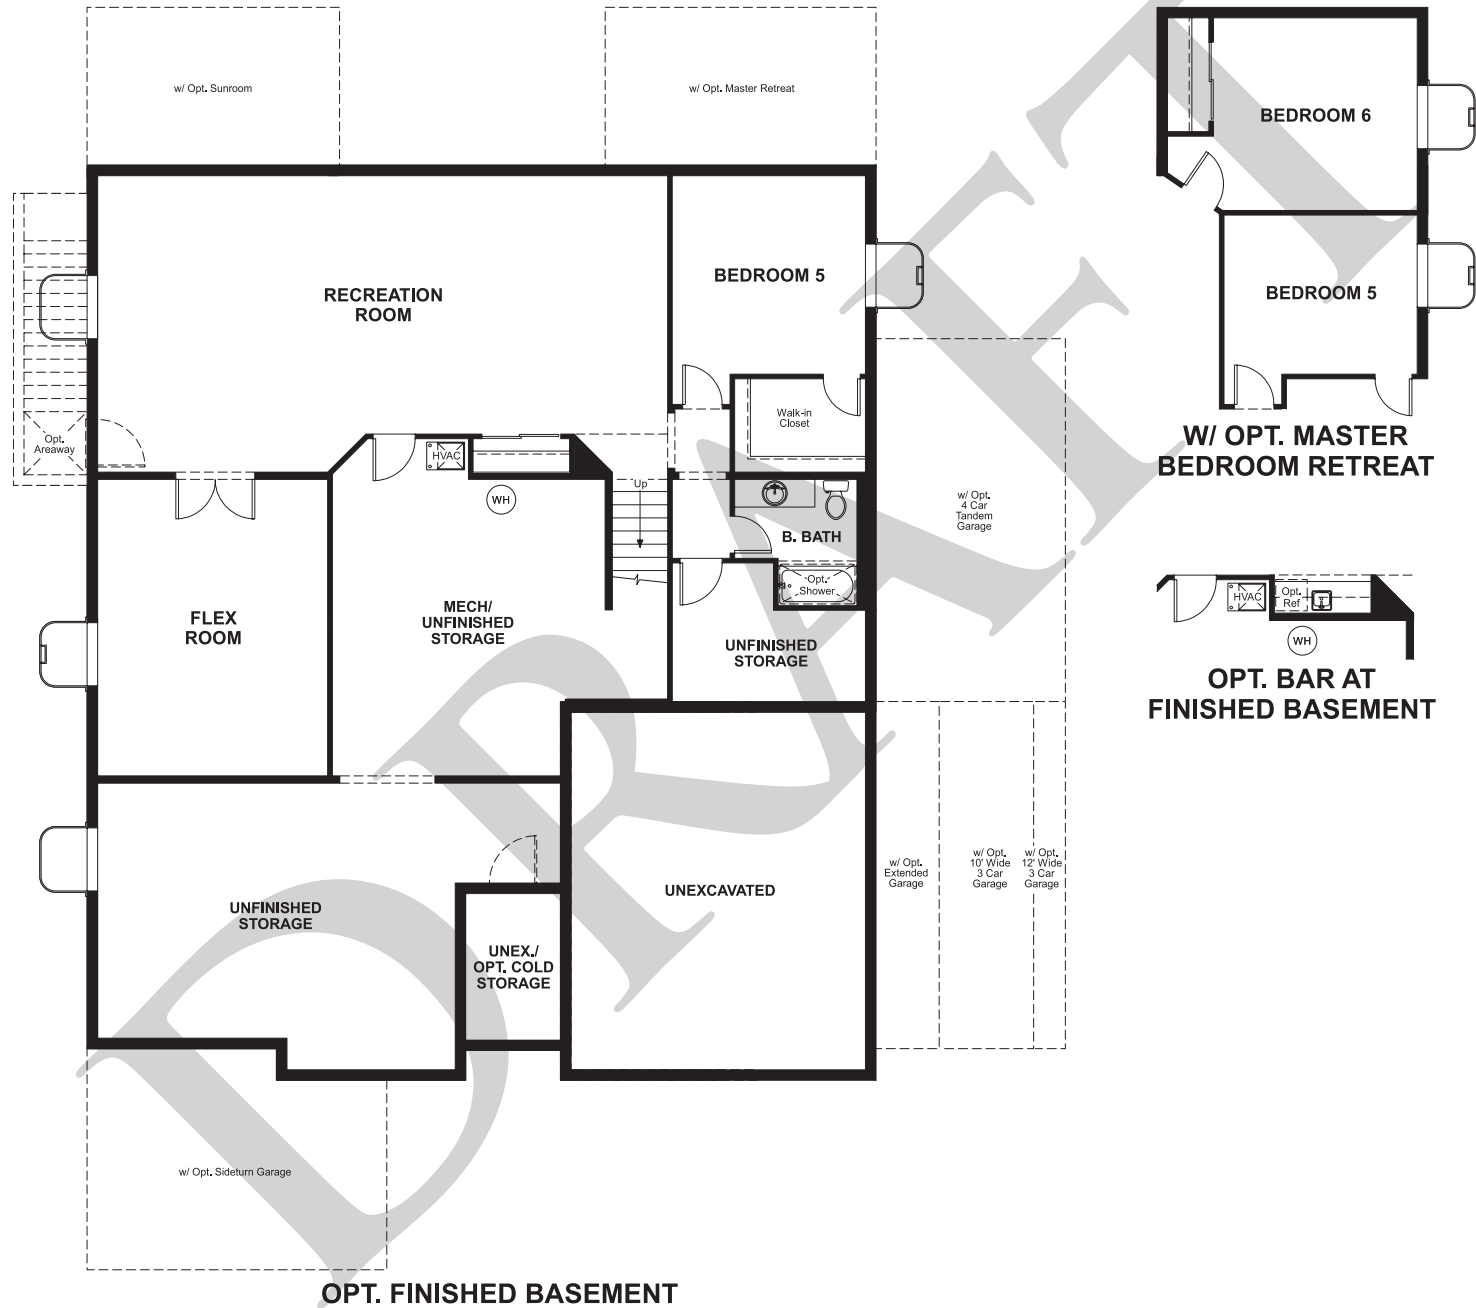 w/ Opt. Sunroom
w/ Opt. Master Retreat
RECREATION
ROOM
BEDROOM 5
Opt.
Areaway
HVAC
WH
Up
Walk-in
Closet
B. BATH
Opt.
Shower
FLEX
ROOM
MECH/
UNFINISHED
STORAGE
UNFINISHED
STORAGE
w/ Opt.
4 Car
Tandem
Garage
UNFINISHED
STORAGE
UNEX./
OPT. COLD
STORAGE
UNEXCAVATED
w/ Opt.
Extended
Garage
w/ Opt.
10' Wide
3 Car
Garage
w/ Opt.
12' Wide
3 Car
Garage
w/ Opt. Sideturn Garage
OPT. FINISHED BASEMENT
BEDROOM 6
BEDROOM 5
W/ OPT. MASTER
BEDROOM RETREAT
HVAC
Opt.
Ref
WH
OPT. BAR AT
FINISHED BASEMENT
DRAFT